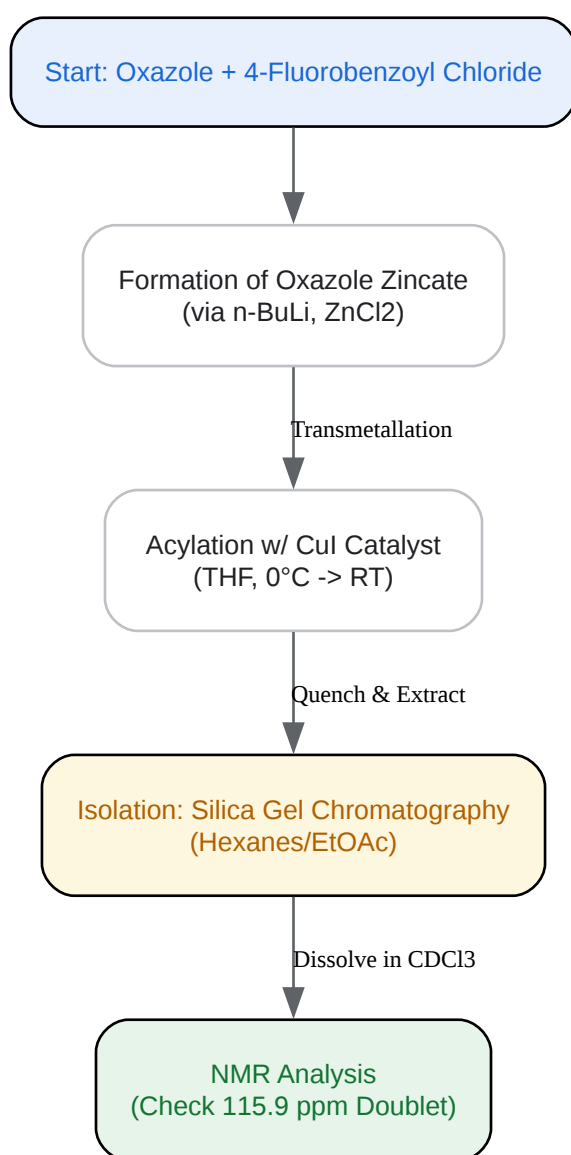 Start: Oxazole + 4-Fluorobenzoyl Chloride
Formation of Oxazole Zincate
(via n-BuLi, ZnCl2)
Transmetallation
Acylation w/ CuI Catalyst
(THF, 0°C -> RT)
Quench & Extract
Isolation: Silica Gel Chromatography
(Hexanes/EtOAc)
Dissolve in CDCl3
NMR Analysis
(Check 115.9 ppm Doublet)